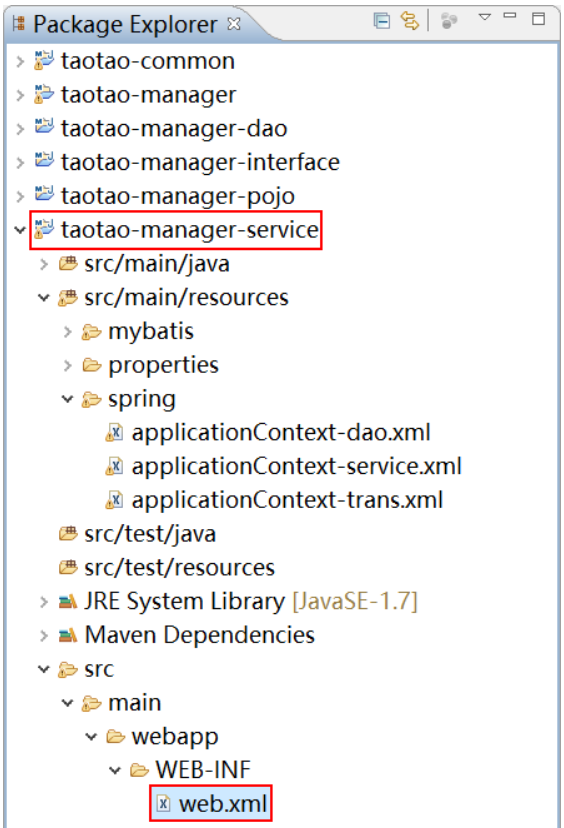 Package Explorer
taotao-common
taotao-manager
taotao-manager-dao
taotao-manager-interface
taotao-manager-pojo
taotao-manager-service
src/main/java
src/main/resources
mybatis
properties
spring
applicationContext-dao.xml
applicationContext-service.xml
applicationContext-trans.xml
src/test/java
src/test/resources
JRE System Library [JavaSE-1.7]
Maven Dependencies
src
main
webapp
WEB-INF
web.xml